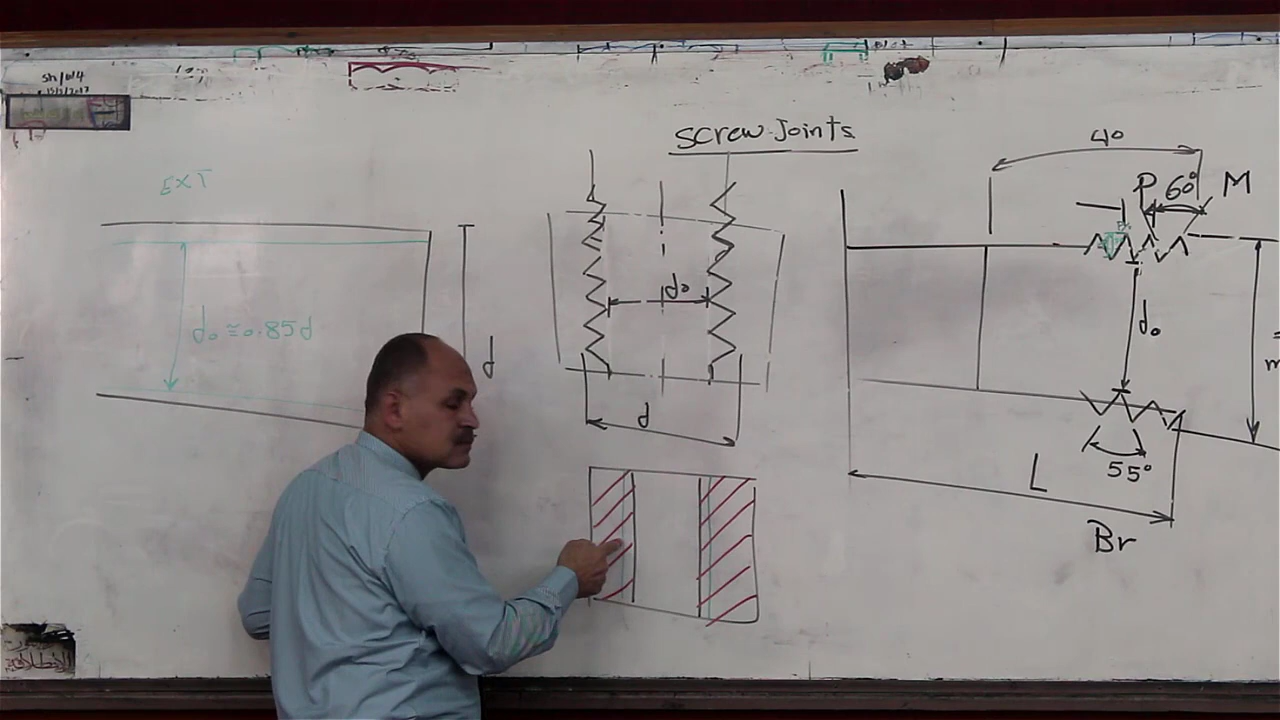 Screw Joints
EXT
d₀ ≅ 0.85d
d
d₀
d
40
P 60° M
d₀
m
55°
L
Br